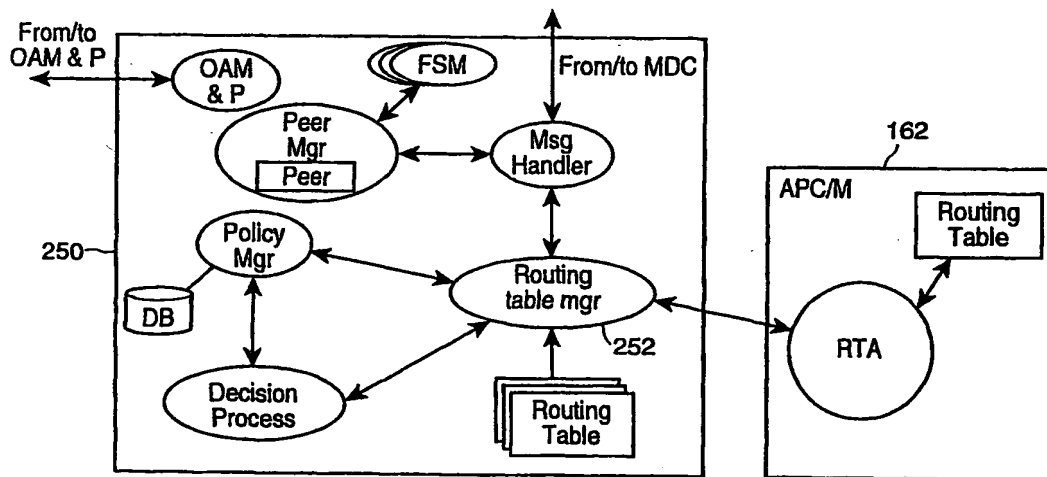 From/to
OAM & P
OAM
& P
FSM
From/to MDC
Peer
Mgr
Peer
Msg
Handler
162
APC/M
Routing
Table
250
Policy
Mgr
DB
Routing
table mgr
252
RTA
Decision
Process
Routing
Table